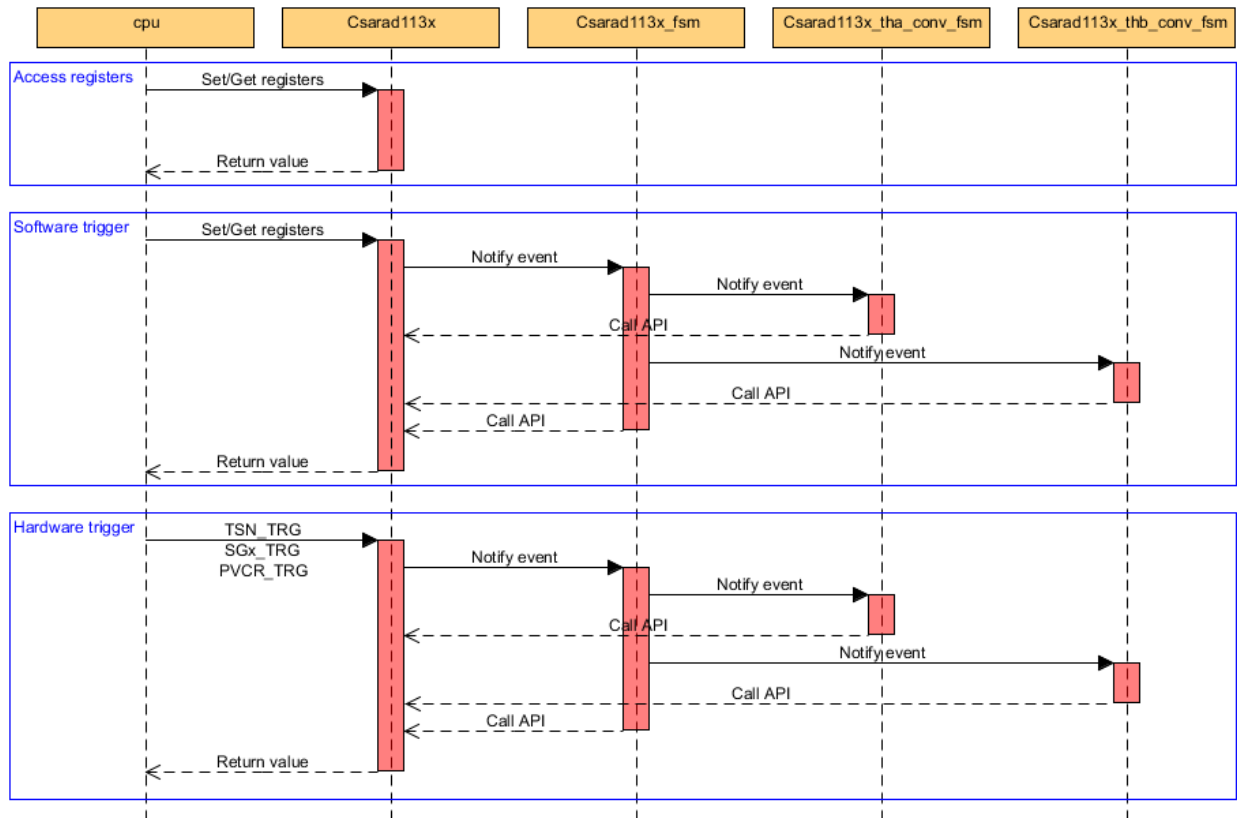 cpu
Csarad113x
Csarad113x_fsm
Csarad113x_tha_conv_fsm
Csarad113x_thb_conv_fsm
Access registers
Set/Get registers
Return value
Software trigger
Set/Get registers
Notify event
Notify event
Call API
Notify event
Call API
Call API
Return value
Hardware trigger
TSN_TRG
SGx_TRG
PVCR_TRG
Notify event
Notify event
Call API
Notify event
Call API
Call API
Return value